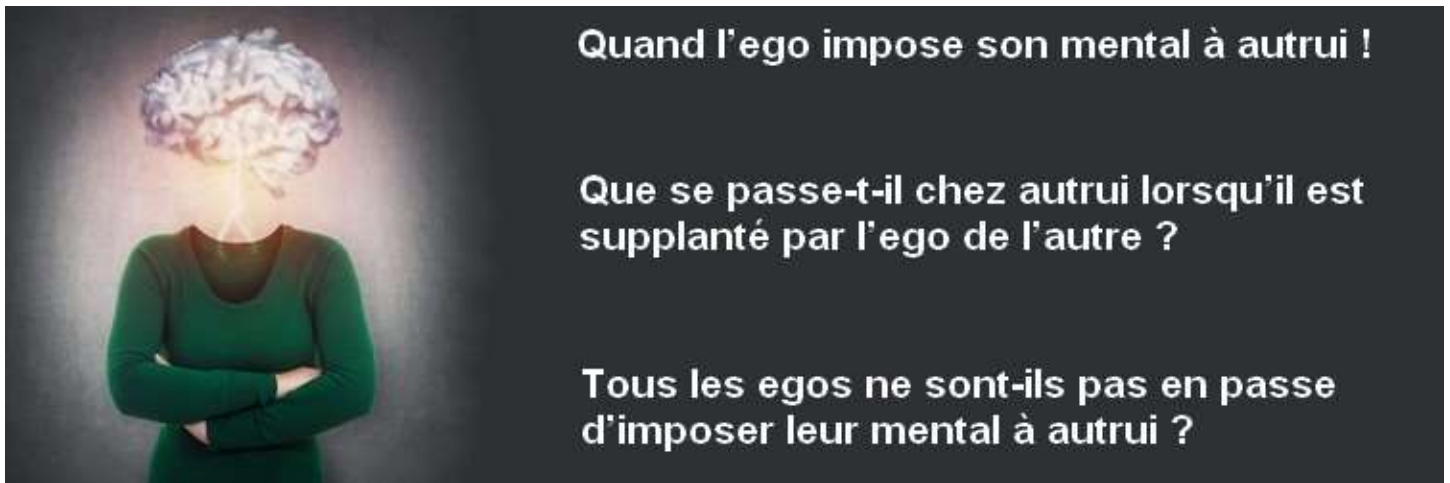 Quand l'ego impose son mental à autrui !
Que se passe-t-il chez autrui lorsqu'il est
supplanté par l'ego de l'autre ?
Tous les egos ne sont-ils pas en passe
d'imposer leur mental à autrui ?